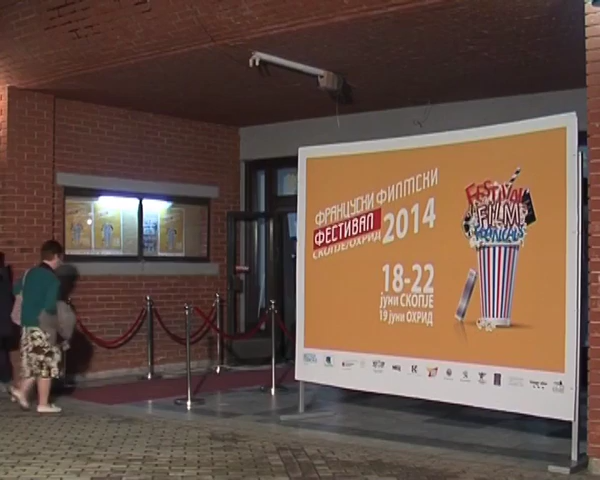 ФРАНЦУСКИ ФИЛМСКИ
ФЕСТИВАЛ 2014
СКОПЈЕ/ОХРИД
18-22
јуни СКОПЈЕ
19 јуни ОХРИД
FESTIVAL
FILM
FRANÇAIS